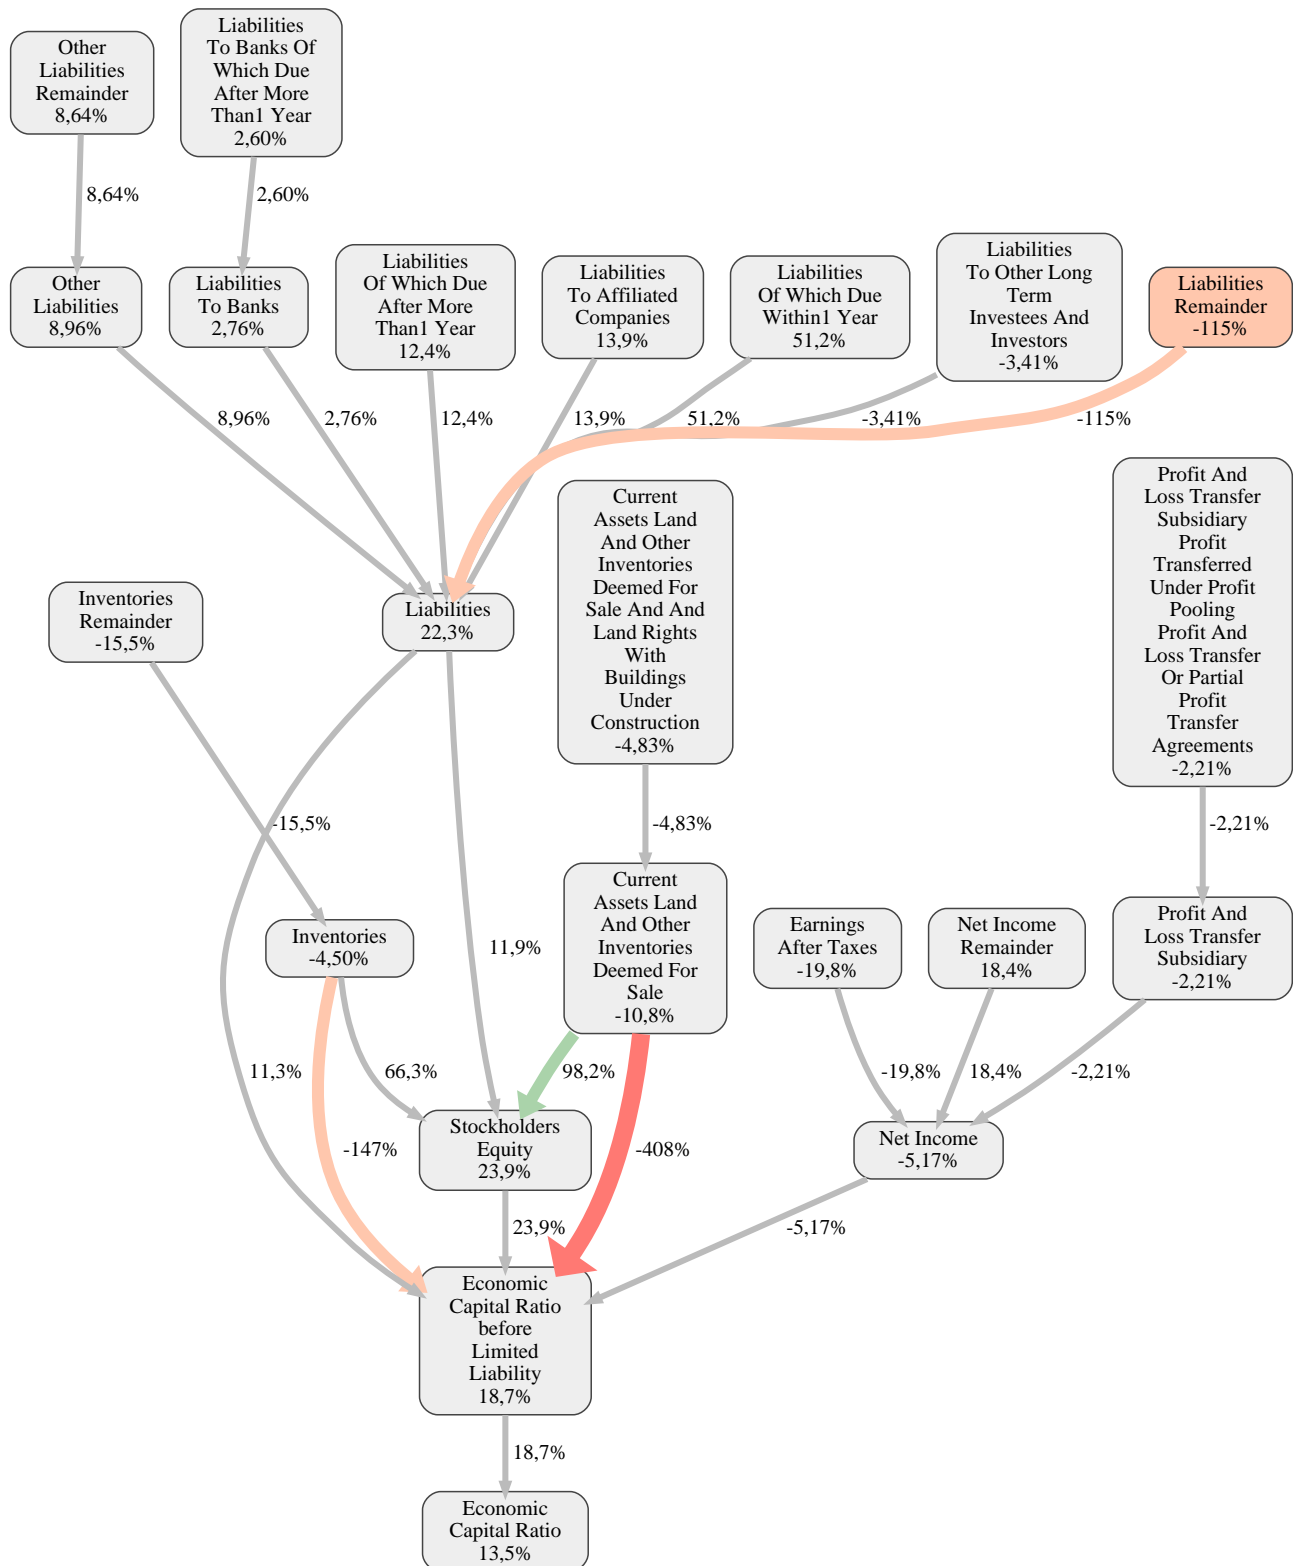 Other
Liabilities
Remainder
8,64%
Liabilities
To Banks Of
Which Due
After More
Than1 Year
2,60%
8,64%
2,60%
Other
Liabilities
8,96%
Liabilities
To Banks
2,76%
Liabilities
Of Which Due
After More
Than1 Year
12,4%
Liabilities
To Affiliated
Companies
13,9%
Liabilities
Of Which Due
Within1 Year
51,2%
Liabilities
To Other Long
Term
Investees And
Investors
-3,41%
Liabilities
Remainder
-115%
8,96%
2,76%
12,4%
13,9%
51,2%
-3,41%
-115%
Inventories
Remainder
-15,5%
Liabilities
22,3%
Current
Assets Land
And Other
Inventories
Deemed For
Sale And And
Land Rights
With
Buildings
Under
Construction
-4,83%
Profit And
Loss Transfer
Subsidiary
Profit
Transferred
Under Profit
Pooling
Profit And
Loss Transfer
Or Partial
Profit
Transfer
Agreements
-2,21%
-15,5%
-4,83%
-2,21%
Inventories
-4,50%
11,9%
Current
Assets Land
And Other
Inventories
Deemed For
Sale
-10,8%
Earnings
After Taxes
-19,8%
Net Income
Remainder
18,4%
Profit And
Loss Transfer
Subsidiary
-2,21%
11,3%
66,3%
98,2%
-19,8%
18,4%
-2,21%
-147%
Stockholders
Equity
23,9%
-408%
Net Income
-5,17%
23,9%
-5,17%
Economic
Capital Ratio
before
Limited
Liability
18,7%
18,7%
Economic
Capital Ratio
13,5%